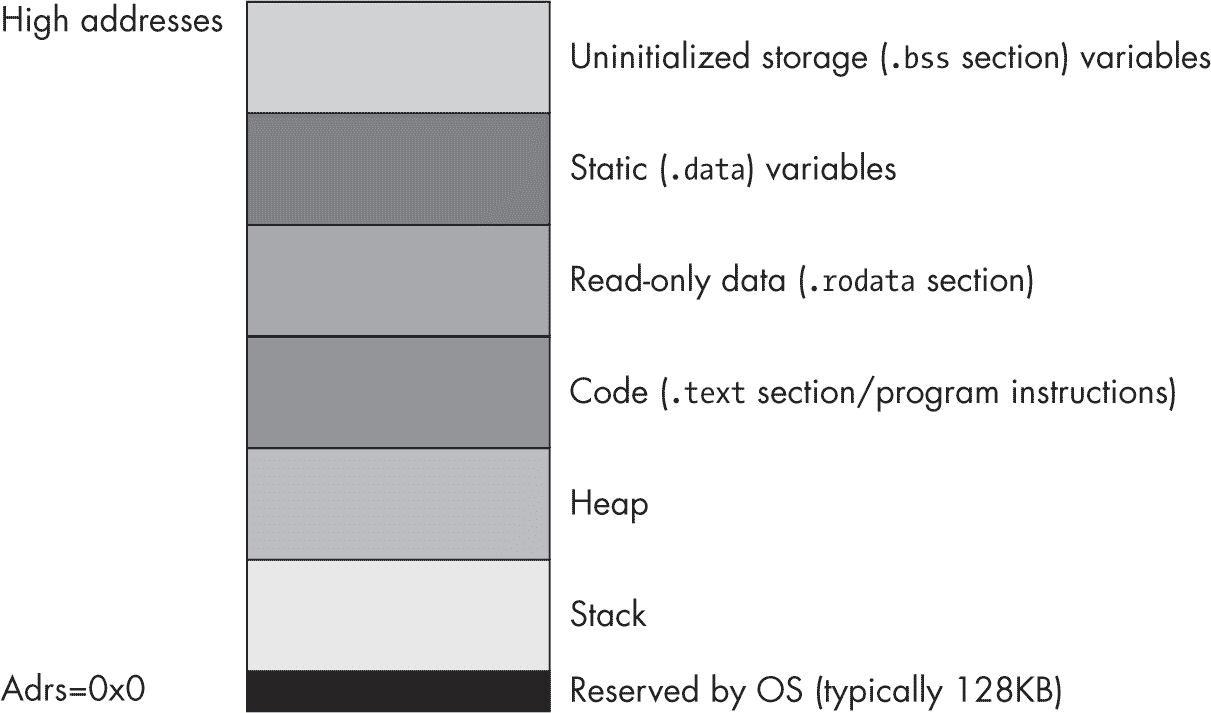 High addresses
Uninitialized storage (.bss section) variables
Static (.data) variables
Read-only data (.rodata section)
Code (.text section/program instructions)
Heap
Stack
Adrs=0x0
Reserved by OS (typically 128KB)